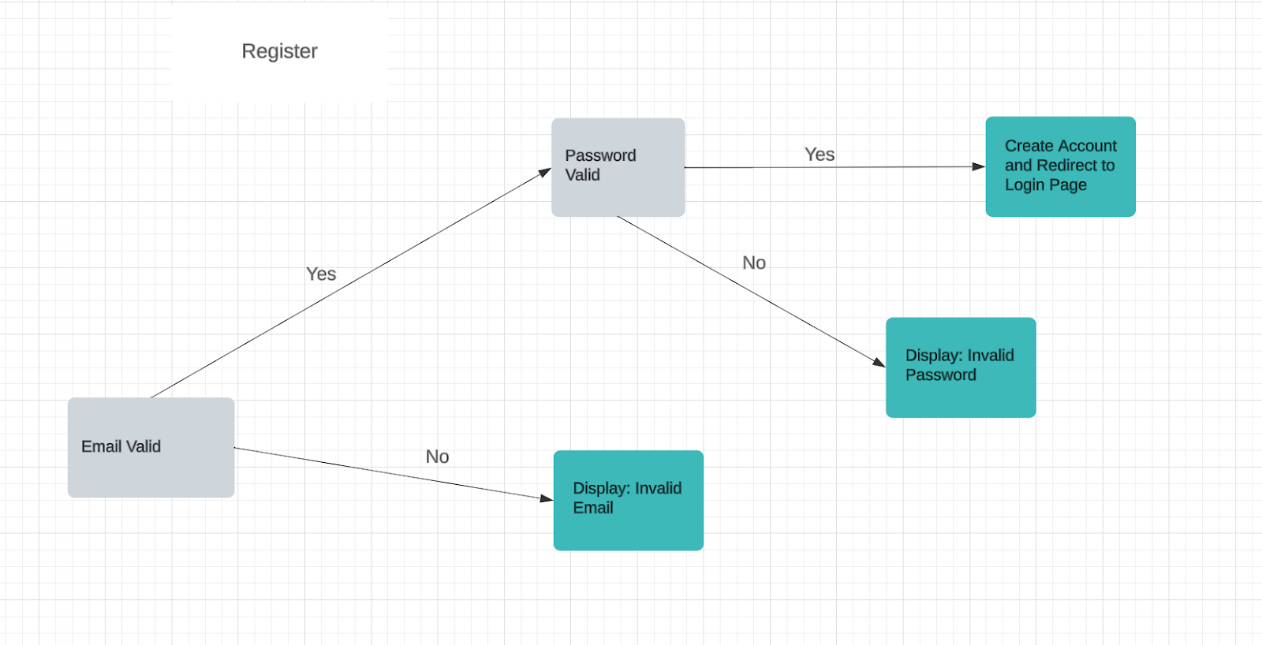 Register
Password
Valid
Yes
Create Account
and Redirect to
Login Page
Yes
No
Display: Invalid
Password
Email Valid
No
Display: Invalid
Email